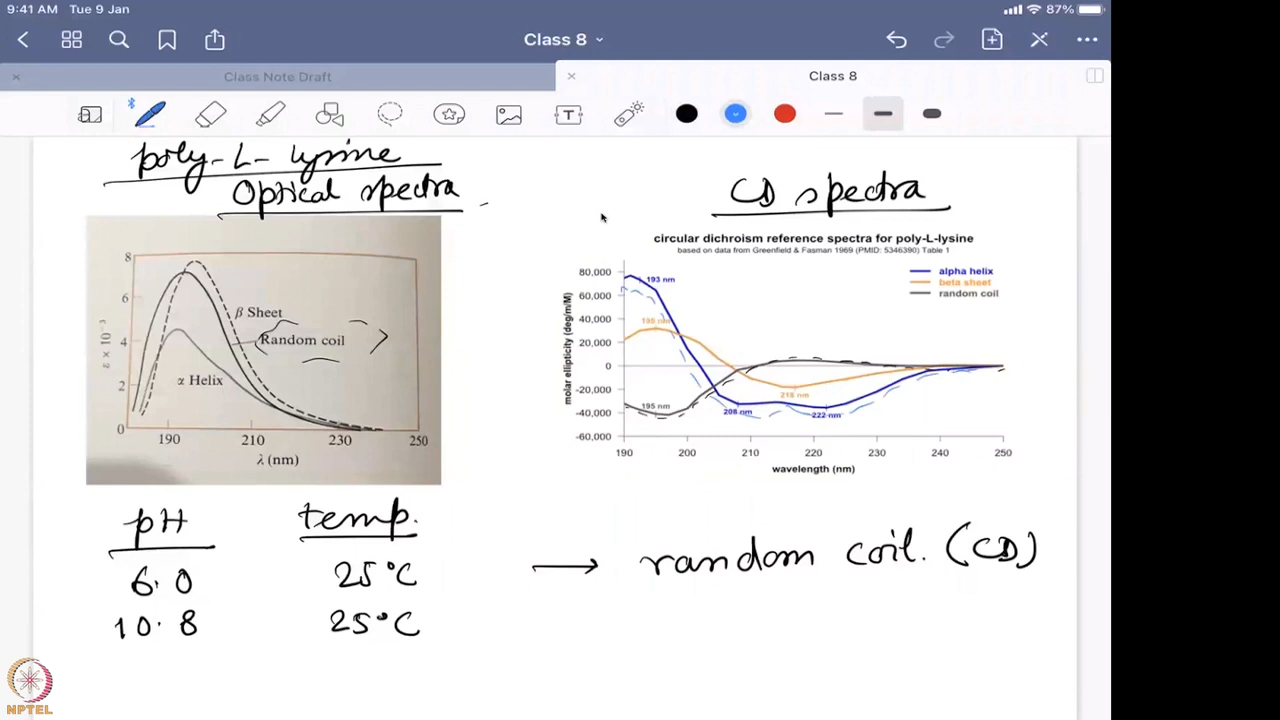 9:41 AM Tue 9 Jan
87%
Class 8
Class Note Draft
Class 8
poly-L-lysine
Optical spectra
CD spectra
8
6
4
2
0
ε × 10⁻³
β Sheet
Random coil
α Helix
190 210 230 250
λ (nm)
circular dichroism reference spectra for poly-L-lysine
based on data from Greenfield & Fasman 1969 (PMID: 5346390) Table 1
alpha helix
beta sheet
random coil
80,000
60,000
40,000
20,000
0
-20,000
-40,000
-60,000
molar ellipticity (deg/m/M)
193 nm
195 nm
208 nm
218 nm
222 nm
190 200 210 220 230 240 250
wavelength (nm)
pH temp.
6.0 25°C → random coil. (CD)
10.8 25°C
NPTEL